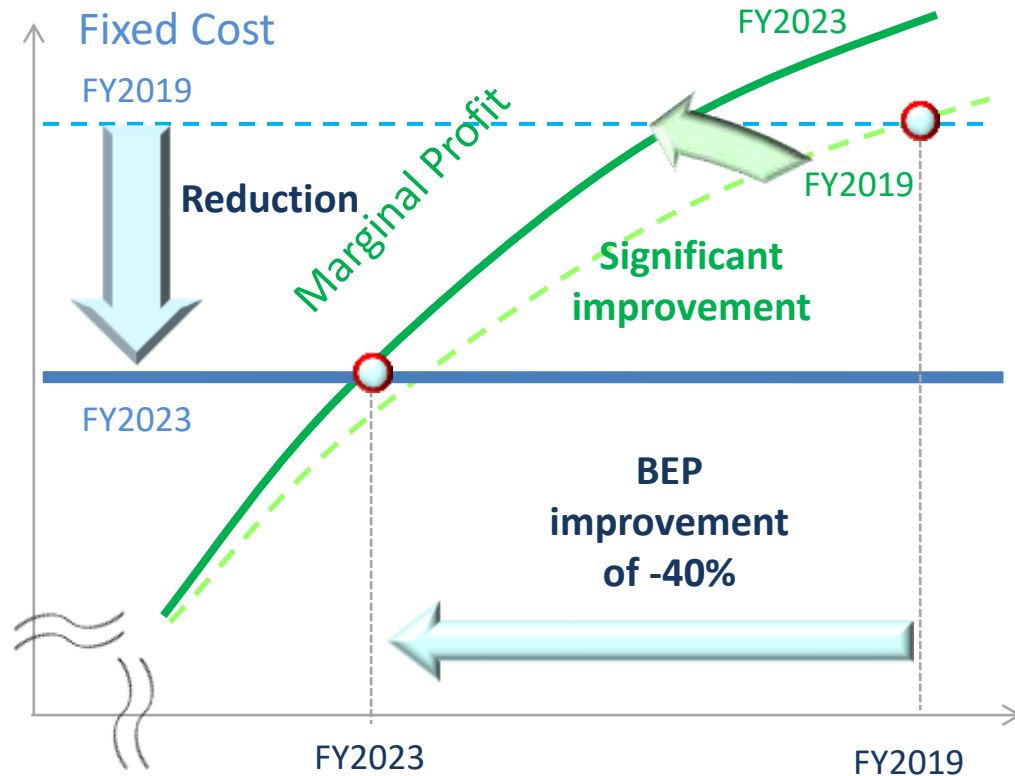 Fixed Cost
FY2023
FY2019
Marginal Profit
Reduction
FY2019
Significant
improvement
FY2023
BEP
improvement
of -40%
FY2023
FY2019